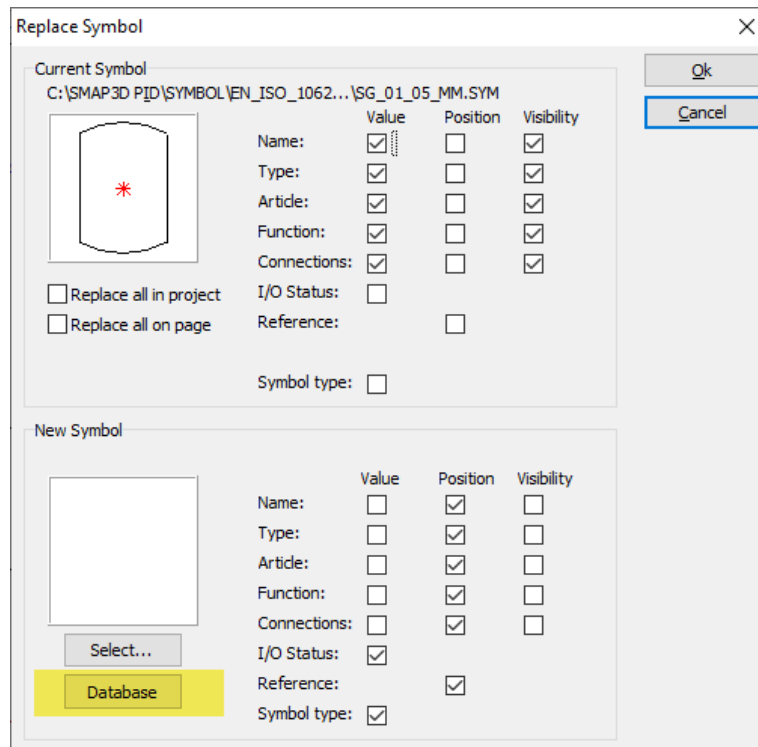 Replace Symbol
Current Symbol
C:\SMAP3D PID\SYMBOL\EN_ISO_1062...\SG_01_05_MM.SYM
Value Position Visibility
Name:
Type:
Article:
Function:
Connections:
I/O Status:
Reference:
Symbol type:
Replace all in project
Replace all on page
Ok
Cancel
New Symbol
Value Position Visibility
Name:
Type:
Article:
Function:
Connections:
I/O Status:
Reference:
Symbol type:
Select...
Database